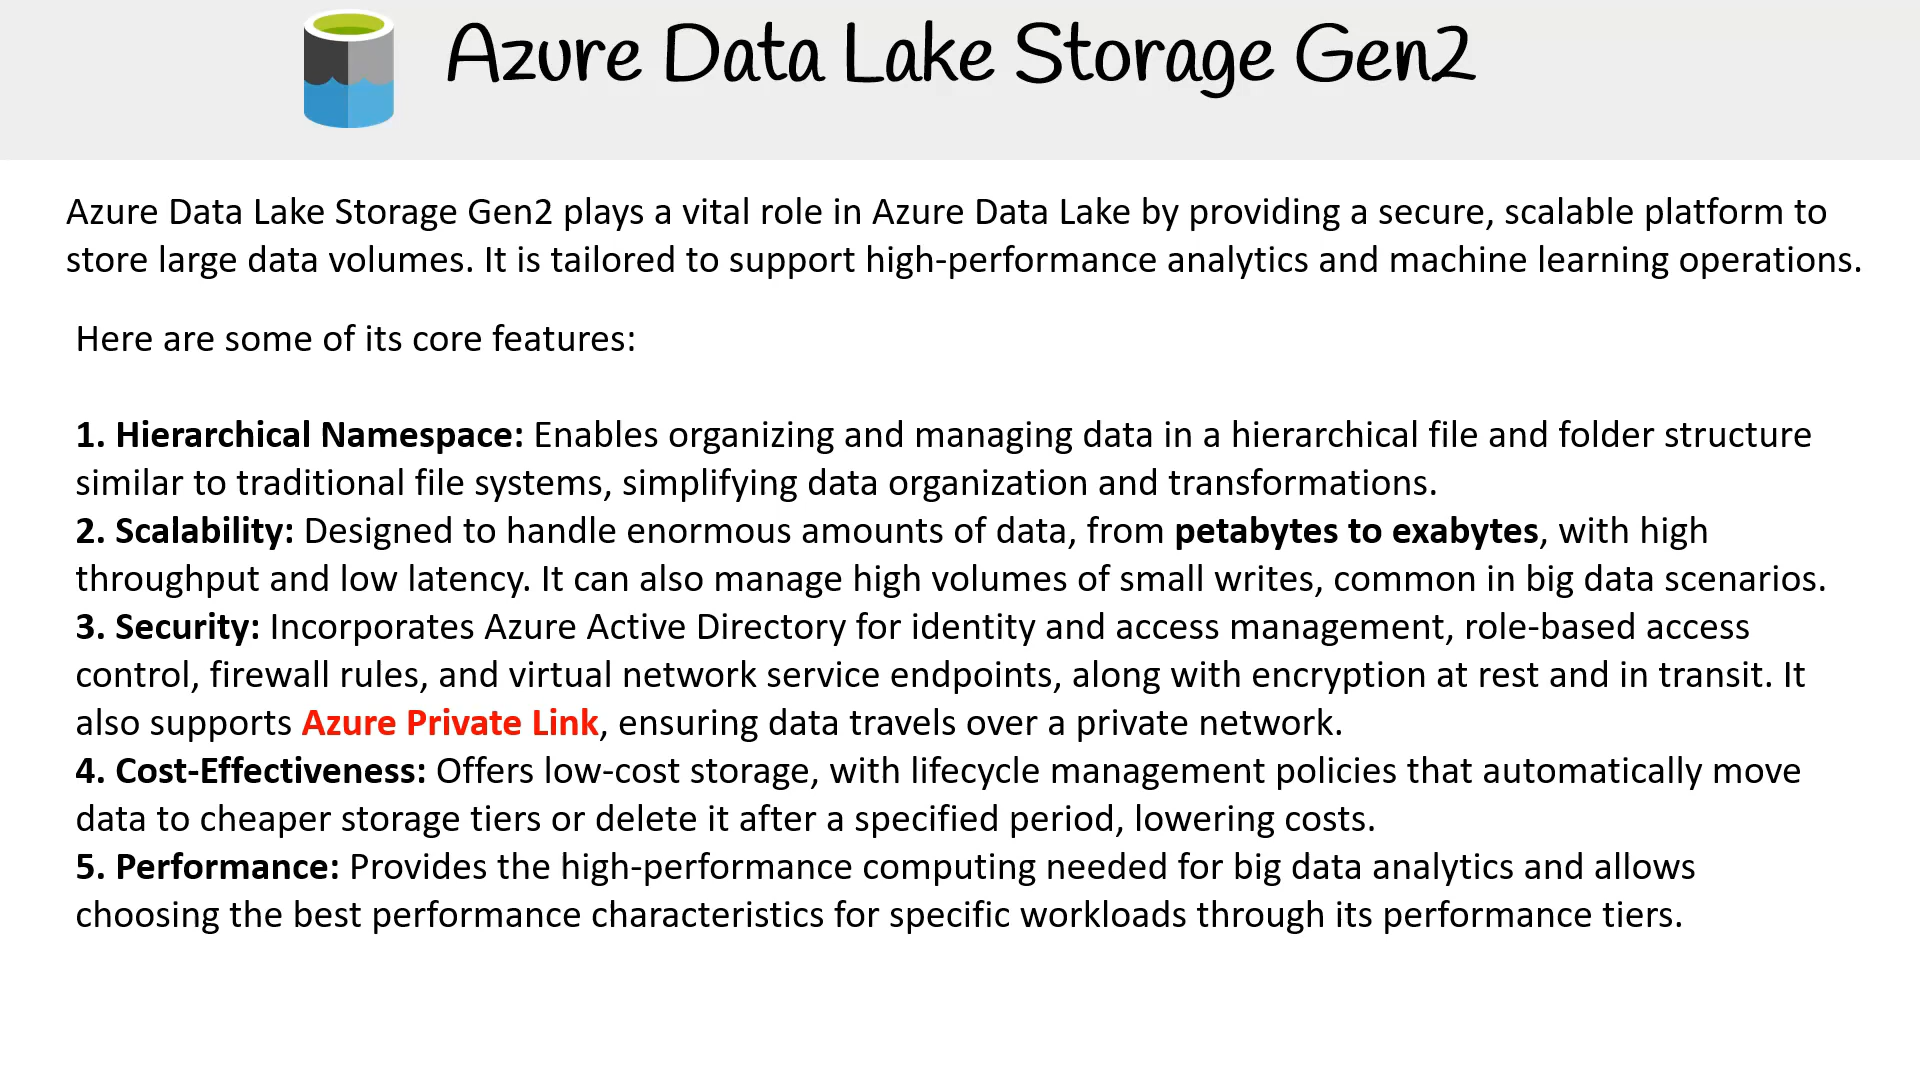 Azure Data Lake Storage Gen2
Azure Data Lake Storage Gen2 plays a vital role in Azure Data Lake by providing a secure, scalable platform to
store large data volumes. It is tailored to support high-performance analytics and machine learning operations.
Here are some of its core features:
1. Hierarchical Namespace: Enables organizing and managing data in a hierarchical file and folder structure
similar to traditional file systems, simplifying data organization and transformations.
2. Scalability: Designed to handle enormous amounts of data, from petabytes to exabytes, with high
throughput and low latency. It can also manage high volumes of small writes, common in big data scenarios.
3. Security: Incorporates Azure Active Directory for identity and access management, role-based access
control, firewall rules, and virtual network service endpoints, along with encryption at rest and in transit. It
also supports Azure Private Link, ensuring data travels over a private network.
4. Cost-Effectiveness: Offers low-cost storage, with lifecycle management policies that automatically move
data to cheaper storage tiers or delete it after a specified period, lowering costs.
5. Performance: Provides the high-performance computing needed for big data analytics and allows
choosing the best performance characteristics for specific workloads through its performance tiers.